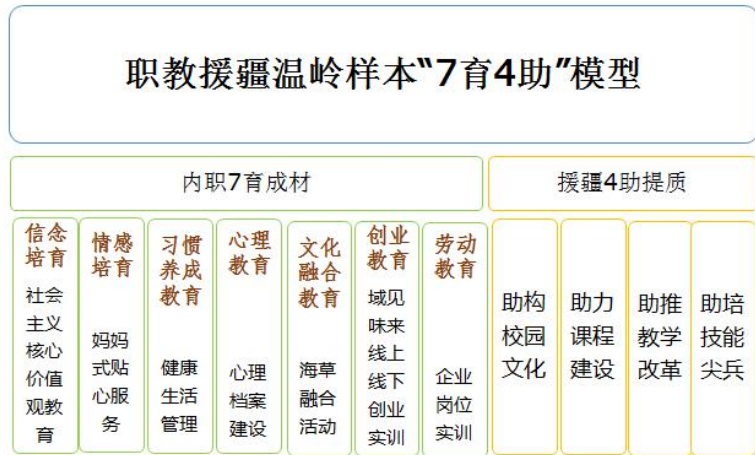 职教援疆温岭样本“7育4助”模型
内职7育成材
援疆4助提质
信念
培育
社会
主义
核心
价值
观教
育
情感
培育
妈妈
式贴
心服
务
习惯
养成
教育
健康
生活
管理
心理
教育
心理
档案
建设
文化
融合
教育
海草
融合
活动
创业
教育
域见
味来
线上
线下
创业
实训
劳动
教育
企业
岗位
实训
助构
校园
文化
助力
课程
建设
助推
教学
改革
助培
技能
尖兵